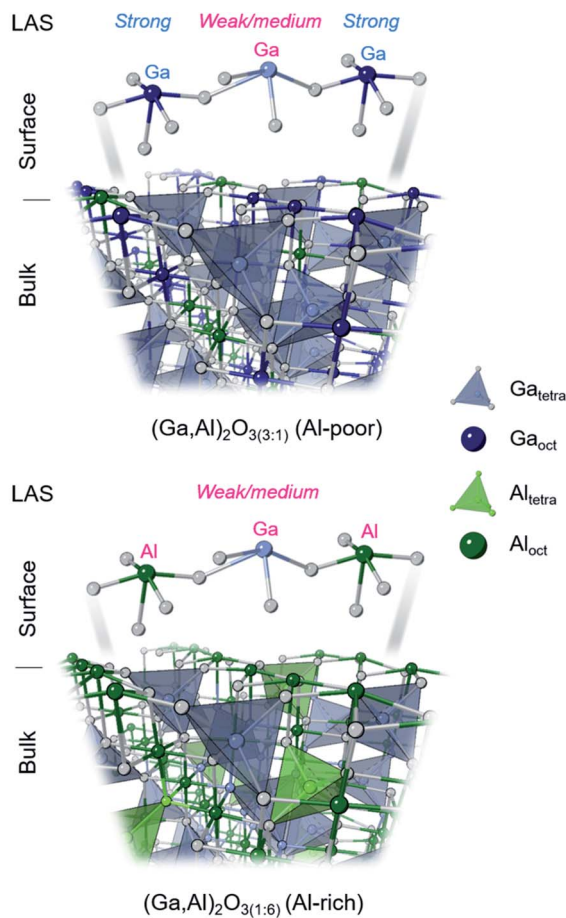 LAS Strong Weak/medium Strong
Ga
Ga Ga
Surface
Bulk
(Ga,Al)₂O₃₍₃:₁₎ (Al-poor)
Ga_tetra
Ga_oct
Al_tetra
Al_oct
LAS Weak/medium
Ga
Al Al
Surface
Bulk
(Ga,Al)₂O₃₍₁:₆₎ (Al-rich)